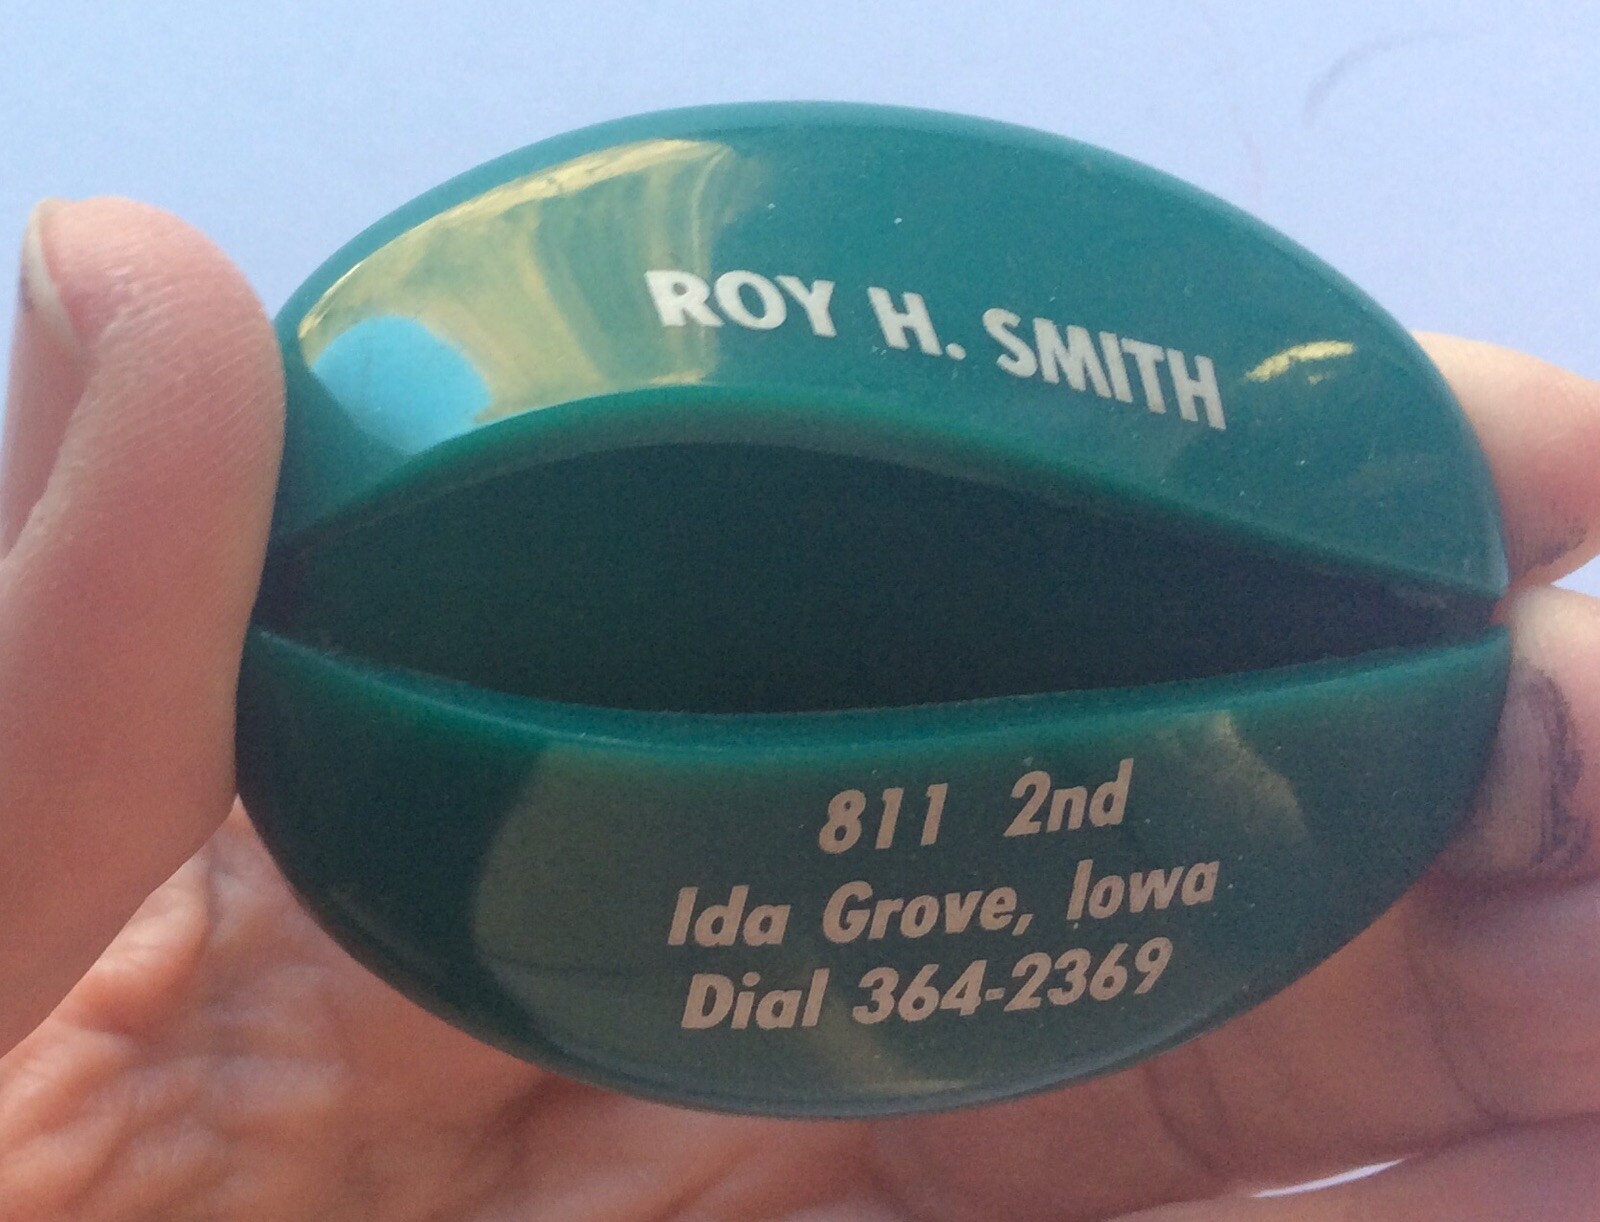 ROY H. SMITH
811 2nd
Ida Grove, Iowa
Dial 364-2369